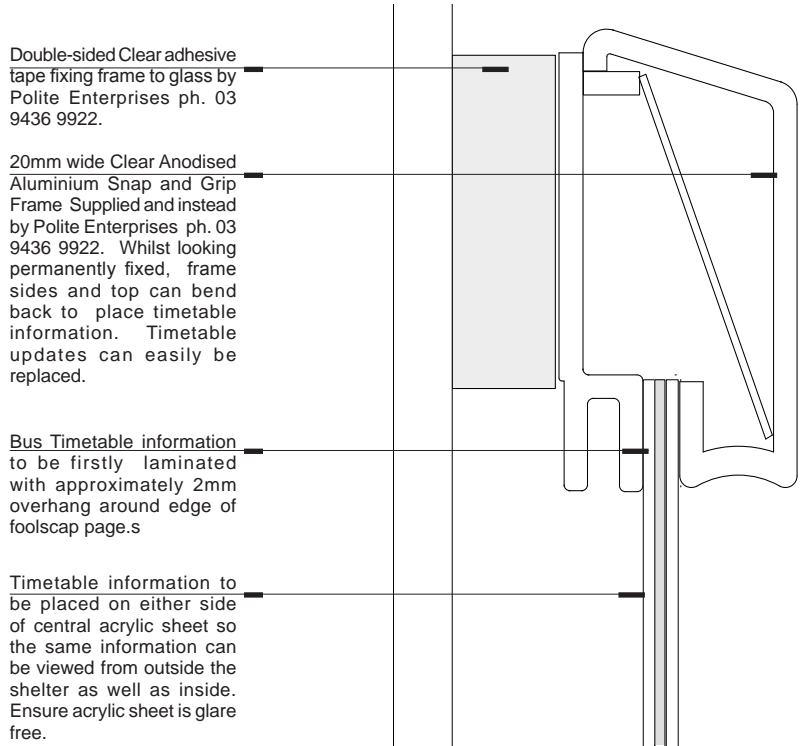 Double-sided Clear adhesive
tape fixing frame to glass by
Polite Enterprises ph. 03
9436 9922.
20mm wide Clear Anodised
Aluminium Snap and Grip
Frame Supplied and instead
by Polite Enterprises ph. 03
9436 9922. Whilst looking
permanently fixed, frame
sides and top can bend
back to place timetable
information. Timetable
updates can easily be
replaced.
Bus Timetable information
to be firstly laminated
with approximately 2mm
overhang around edge of
foolscap page.s
Timetable information to
be placed on either side
of central acrylic sheet so
the same information can
be viewed from outside the
shelter as well as inside.
Ensure acrylic sheet is glare
free.